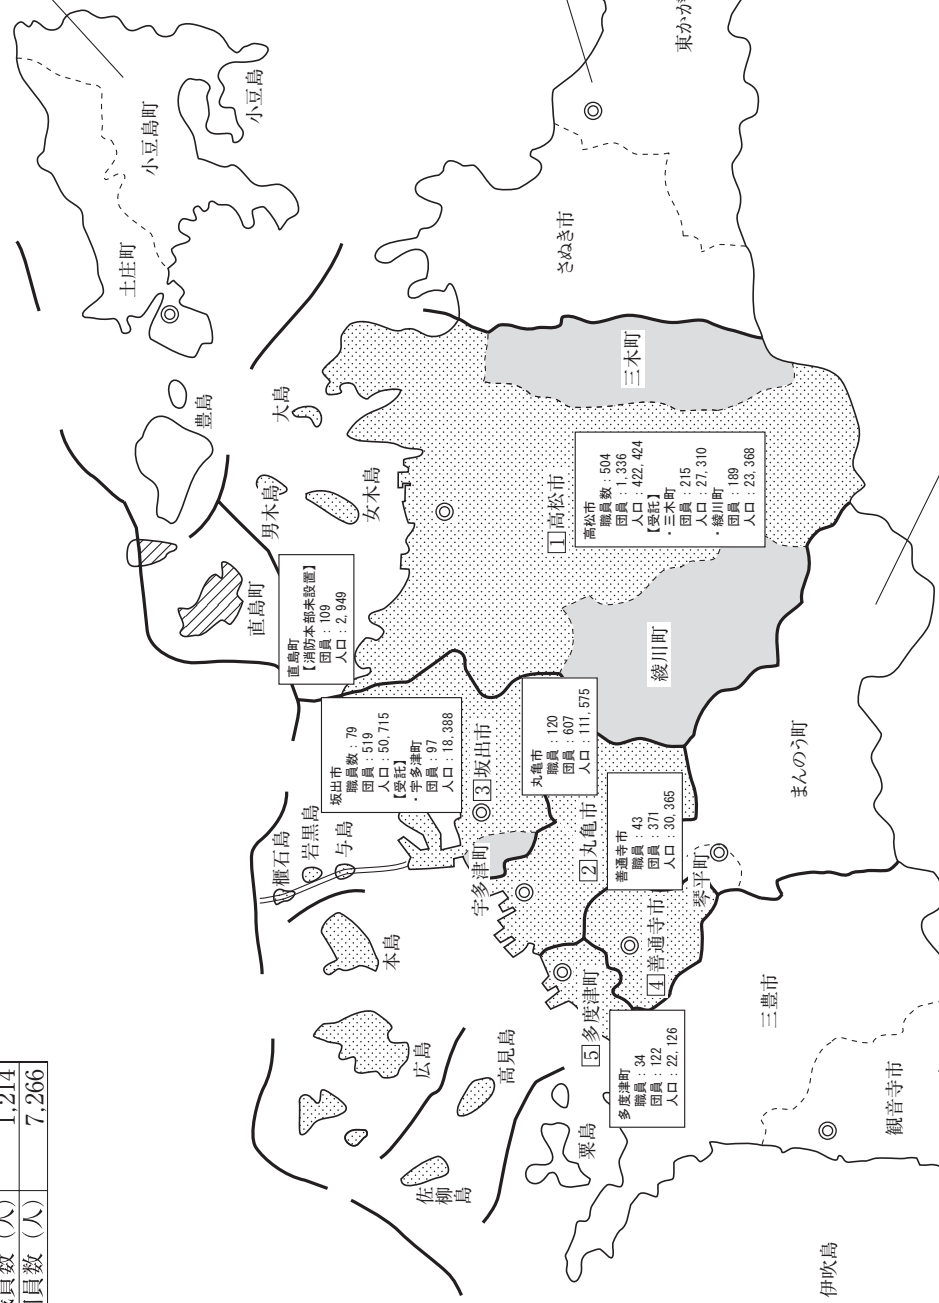 職員数（人） 1,214
団員数（人） 7,266
小豆島町
小豆島
土庄町
豊島
大島
男木島
女木島
直島町
直島町
【消防本部未設置】
団員：109
人口：2,949
さぬき市
東かが
三木町
1 高松市
高松市
職員数：504
団員：1,336
人口：422,424
【受託】
・三木町
団員：215
人口：27,310
・綾川町
団員：189
人口：23,368
綾川町
坂出市
職員数：79
団員：519
人口：50,715
【受託】
・宇多津町
団員：97
人口：18,388
3 坂出市
丸亀市
職員：120
団員：607
人口：111,575
2 丸亀市
善通寺市
職員：43
団員：371
人口：30,365
4 善通寺市
宇多津町
琴平町
まんのう町
櫃石島
岩黒島
与島
本島
広島
高見島
佐柳島
粟島
5 多度津町
多度津町
職員：34
団員：122
人口：22,126
三豊市
観音寺市
伊吹島